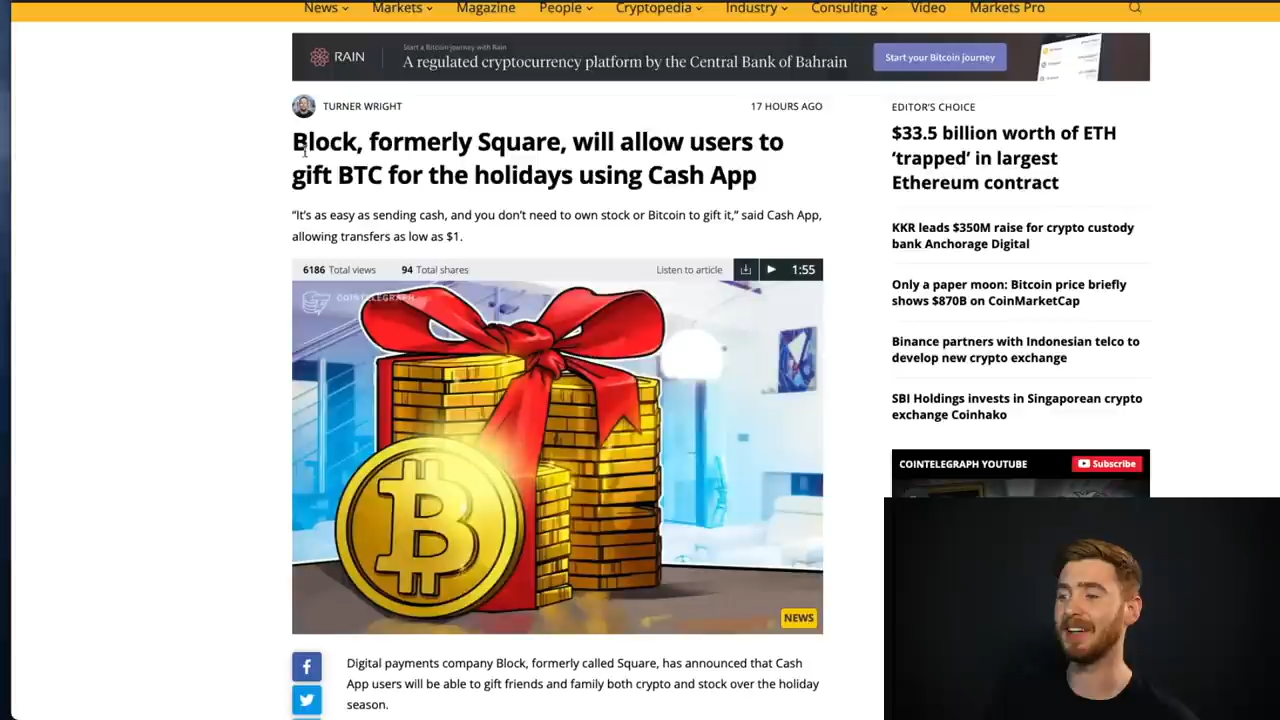 News
Markets
Magazine
People
Cryptopedia
Industry
Consulting
Video
Markets Pro
RAIN
Start a Bitcoin journey with Rain
A regulated cryptocurrency platform by the Central Bank of Bahrain
Start your Bitcoin journey
TURNER WRIGHT
17 HOURS AGO
Block, formerly Square, will allow users to
gift BTC for the holidays using Cash App
“It’s as easy as sending cash, and you don’t need to own stock or Bitcoin to gift it,” said Cash App,
allowing transfers as low as $1.
6186 Total views
94 Total shares
Listen to article
1:55
COINTELEGRAPH
NEWS
Digital payments company Block, formerly called Square, has announced that Cash
App users will be able to gift friends and family both crypto and stock over the holiday
season.
EDITOR’S CHOICE
$33.5 billion worth of ETH
‘trapped’ in largest
Ethereum contract
KKR leads $350M raise for crypto custody
bank Anchorage Digital
Only a paper moon: Bitcoin price briefly
shows $870B on CoinMarketCap
Binance partners with Indonesian telco to
develop new crypto exchange
SBI Holdings invests in Singaporean crypto
exchange Coinhako
COINTELEGRAPH YOUTUBE
Subscribe